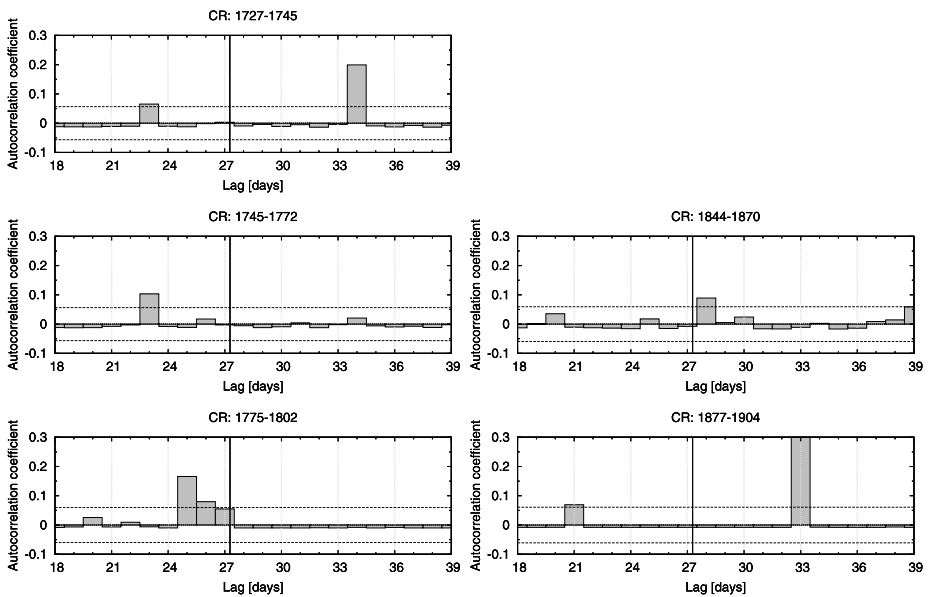 CR: 1727-1745
Autocorrelation coefficient
0.3
0.2
0.1
0
-0.1
18 21 24 27 30 33 36 39
Lag [days]
CR: 1745-1772
Autocorrelation coefficient
0.3
0.2
0.1
0
-0.1
18 21 24 27 30 33 36 39
Lag [days]
CR: 1844-1870
Autocorrelation coefficient
0.3
0.2
0.1
0
-0.1
18 21 24 27 30 33 36 39
Lag [days]
CR: 1775-1802
Autocorrelation coefficient
0.3
0.2
0.1
0
-0.1
18 21 24 27 30 33 36 39
Lag [days]
CR: 1877-1904
Autocorrelation coefficient
0.3
0.2
0.1
0
-0.1
18 21 24 27 30 33 36 39
Lag [days]